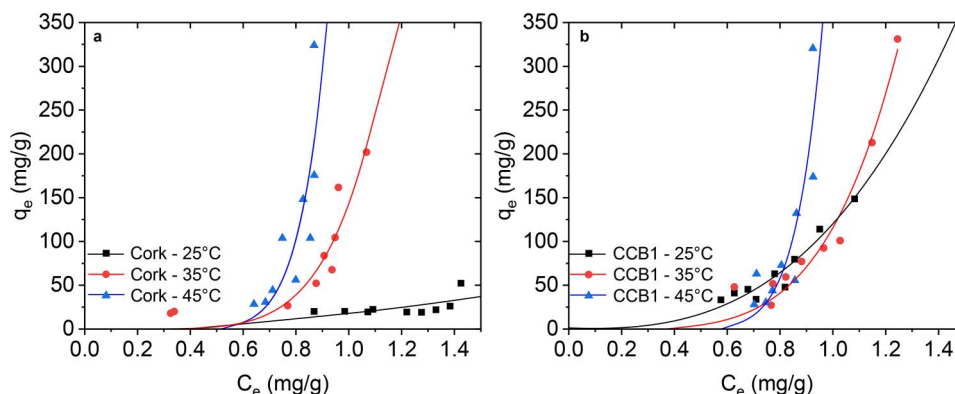 a
350
300
250
200
150
100
50
0
qe (mg/g)
Cork - 25°C
Cork - 35°C
Cork - 45°C
0.0 0.2 0.4 0.6 0.8 1.0 1.2 1.4
Ce (mg/g)
b
350
300
250
200
150
100
50
0
qe (mg/g)
CCB1 - 25°C
CCB1 - 35°C
CCB1 - 45°C
0.0 0.2 0.4 0.6 0.8 1.0 1.2 1.4
Ce (mg/g)